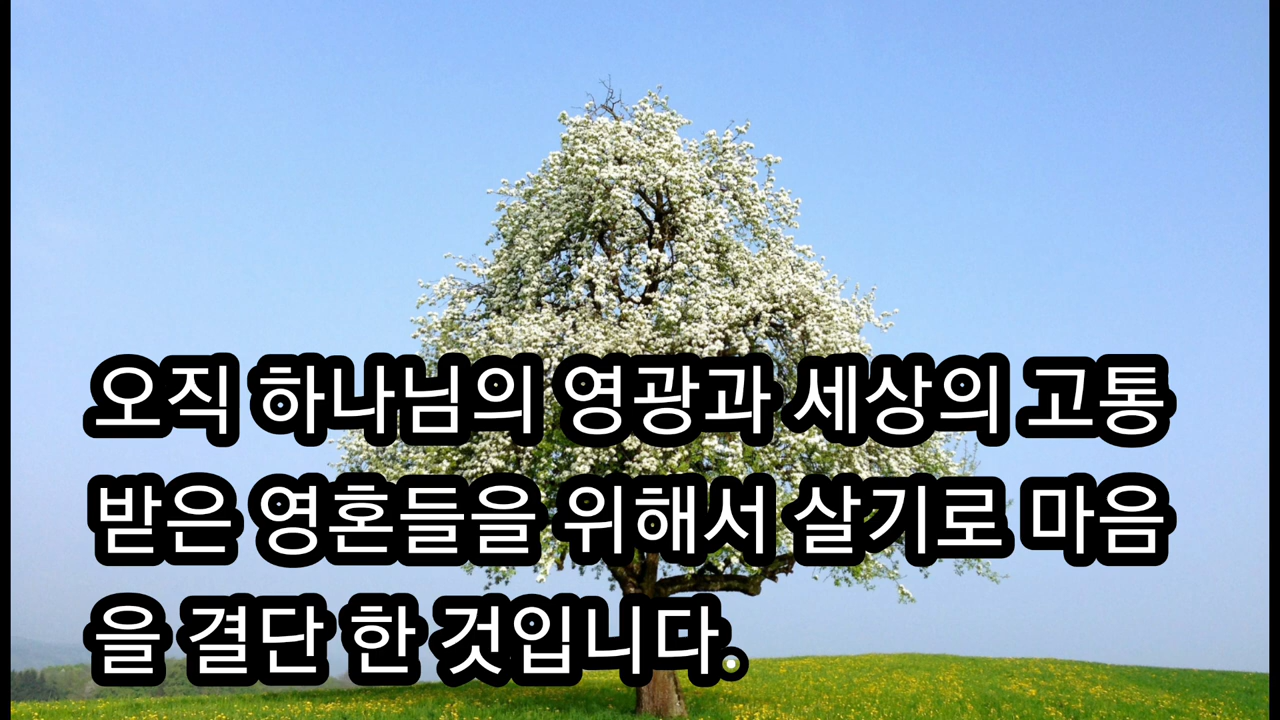 오직 하나님의 영광과 세상의 고통
받은 영혼들을 위해서 살기로 마음
을 결단 한 것입니다.